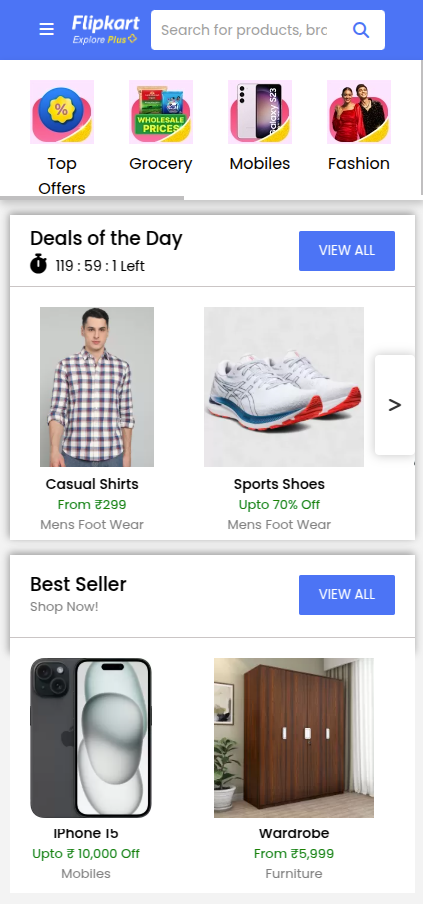 Flipkart
Explore Plus
Search for products, brc
%
WHOLESALE
PRICES
Galaxy S23
Top
Offers
Grocery
Mobiles
Fashion
Deals of the Day
119 : 59 : 1 Left
VIEW ALL
>
Casual Shirts
Sports Shoes
From ₹299
Upto 70% Off
Mens Foot Wear
Mens Foot Wear
Best Seller
Shop Now!
VIEW ALL
iPhone 15
Wardrobe
Upto ₹ 10,000 Off
From ₹5,999
Mobiles
Furniture